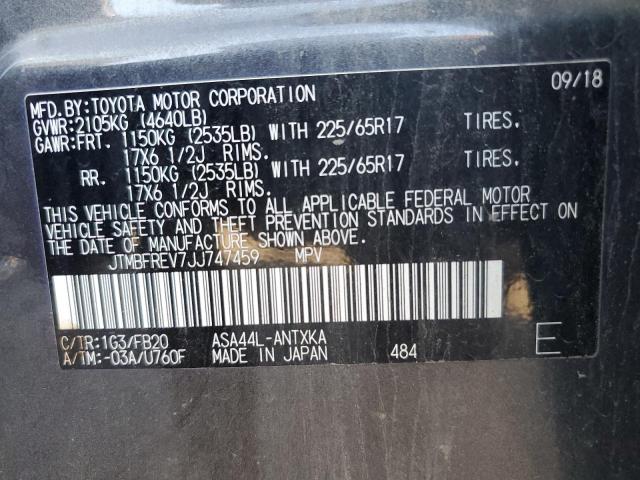 09/18
MFD.BY:TOYOTA MOTOR CORPORATION
GVWR:2105KG (4640LB)
GAWR:FRT. 1150KG (2535LB) WITH 225/65R17 TIRES.
17X6 1/2J RIMS.
RR. 1150KG (2535LB) WITH 225/65R17 TIRES.
17X6 1/2J RIMS.
THIS VEHICLE CONFORMS TO ALL APPLICABLE FEDERAL MOTOR
VEHICLE SAFETY AND THEFT PREVENTION STANDARDS IN EFFECT ON
THE DATE OF MANUFACTURE SHOWN ABOVE.
JTMBFREV7JJ747459 MPV
C/TR:1G3/FB20 ASA44L-ANTXKA
A/TM:-03A/U760F MADE IN JAPAN 484
E